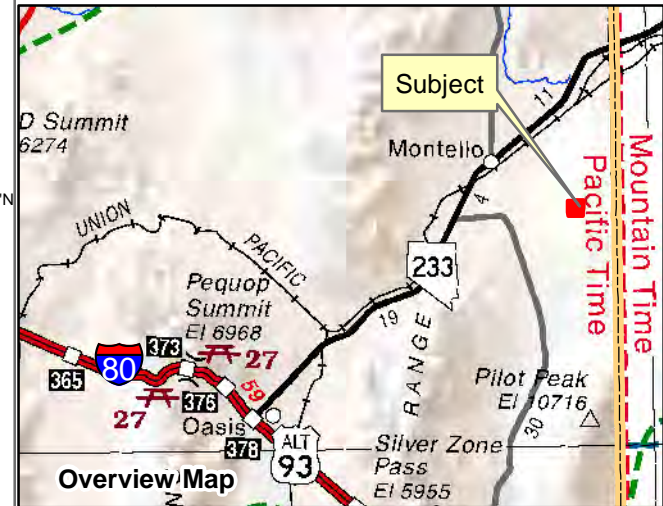 Subject
11
D Summit
6274
Montello
Mountain Time
Pacific Time
'N
4
UNION
PACIFIC
233
Pequop
Summit
El 6968
19
RANGE
373
27
80
365
59
Pilot Peak
El 10716
27
376
30
Oasis
378
ALT
93
Silver Zone
Pass
El 5955
Overview Map